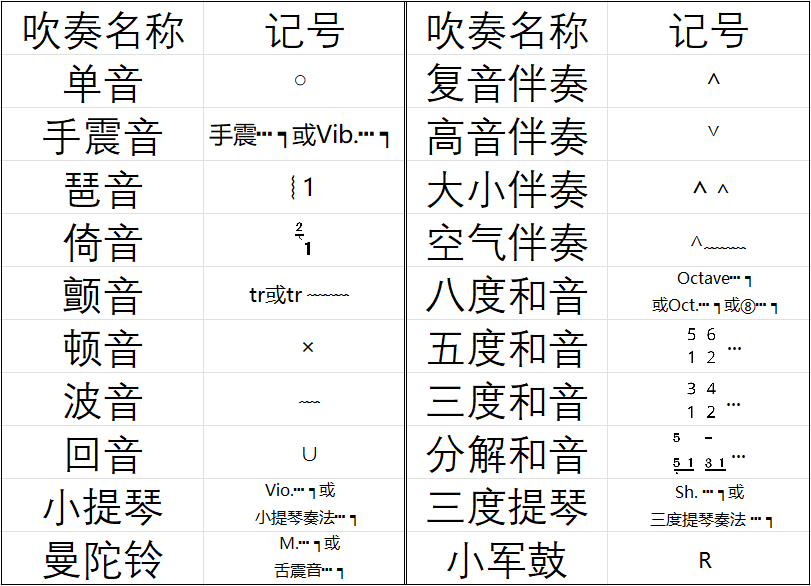 吹奏名称 记号 吹奏名称 记号
单音 ○ 复音伴奏 ^
手震音 手震┅┓或Vib.┅┓ 高音伴奏 ˅
琶音 ⸾1 大小伴奏 ^ ^
倚音 2 1 空气伴奏 ^﹏﹏
颤音 tr或tr﹏﹏ 八度和音 Octave┅┓
或Oct.┅┓或⑧┅┓
顿音 × 五度和音 5 6
1 2 …
波音 ﹏ 三度和音 3 4
1 2 …
回音 ∪ 分解和音 5 –
5 1 3 1 …
小提琴 Vio.┅┓或
小提琴奏法┅┓
三度提琴 Sh. ┅┓或
三度提琴奏法 ┅┓
曼陀铃 M.┅┓或
舌震音┅┓
小军鼓 R